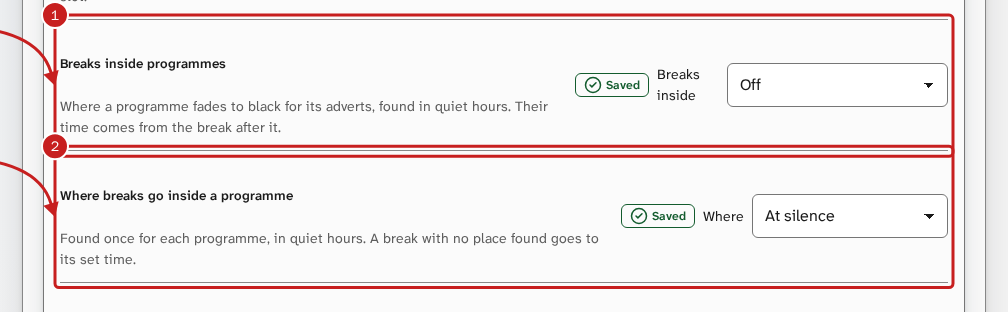 1
Breaks inside programmes
Saved
Breaks
inside
Off
Where a programme fades to black for its adverts, found in quiet hours. Their
time comes from the break after it.
2
Where breaks go inside a programme
Saved
Where
At silence
Found once for each programme, in quiet hours. A break with no place found goes to
its set time.